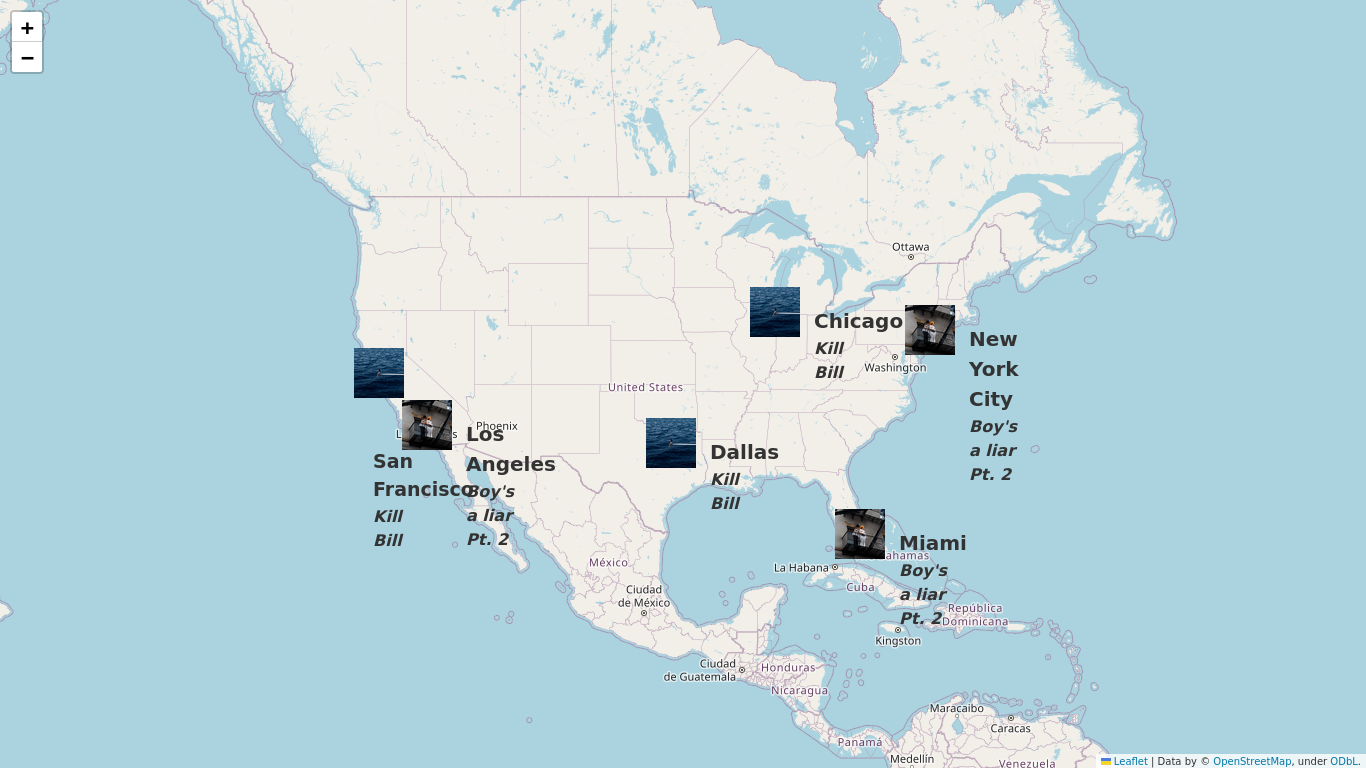 +
−
Ottawa
Chicago
Kill
Bill
Washington
New
York
City
Boy's
a liar
Pt. 2
United States
Phoenix
Los
Angeles
Boy's
a liar
Pt. 2
San
Francisco
Kill
Bill
Dallas
Kill
Bill
Miami
Boy's
a liar
Pt. 2
La Habana
Cuba
México
Ciudad
de México
República
Dominicana
Kingston
Ciudad
de Guatemala
Honduras
Nicaragua
Maracaibo
Caracas
Panamá
Medellín
Venezuela
Leaflet | Data by © OpenStreetMap, under ODbL.